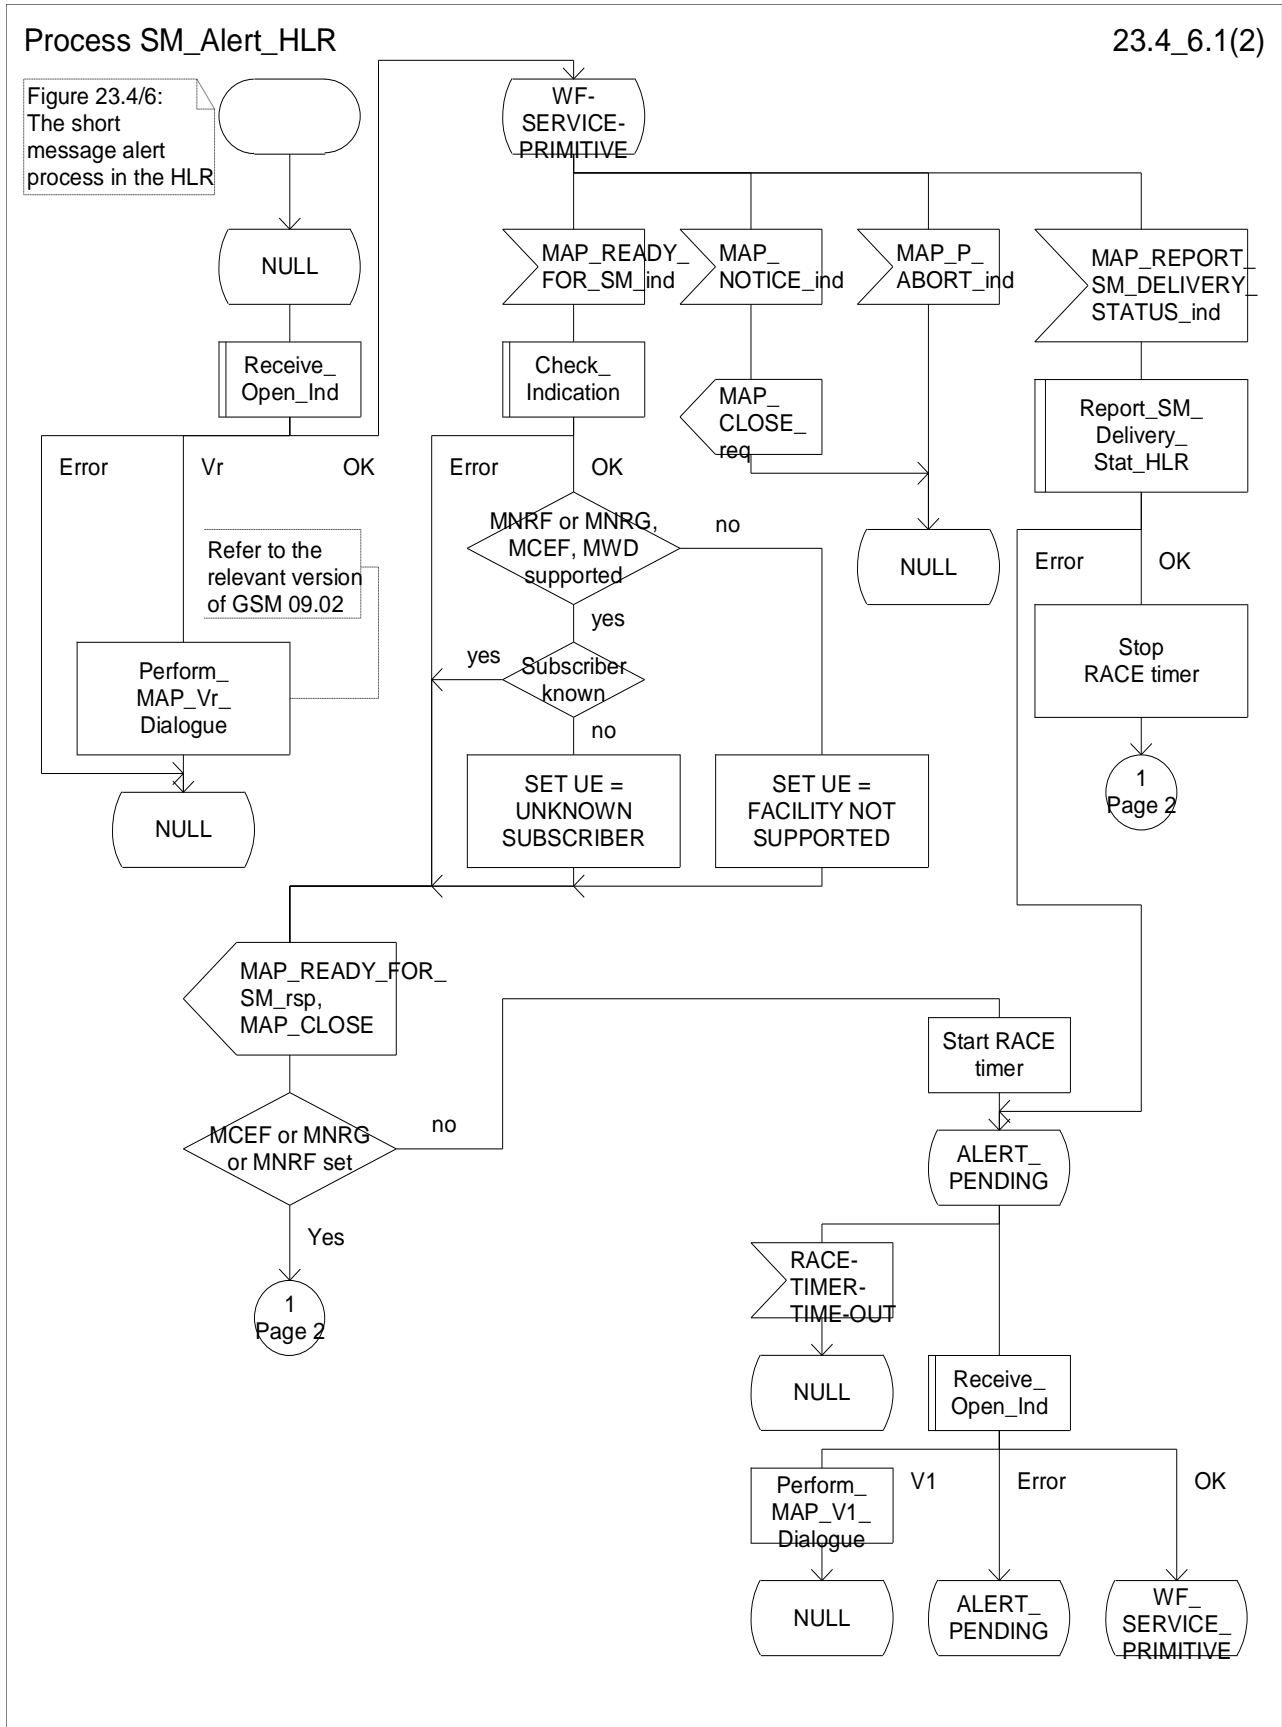 Process SM_Alert_HLR
23.4_6.1(2)
Figure 23.4/6:
The short
message alert
process in the HLR
WF-
SERVICE-
PRIMITIVE
NULL
MAP_READY_
FOR_SM_ind
MAP_
NOTICE_ind
MAP_P_
ABORT_ind
MAP_REPORT_
SM_DELIVERY_
STATUS_ind
Receive_
Open_Ind
Check_
Indication
MAP_
CLOSE_
req
Report_SM_
Delivery_
Stat_HLR
Error
Vr
OK
Error
OK
MNRF or MNRG,
MCEF, MWD
supported
no
yes
Refer to the
relevant version
of GSM 09.02
NULL
Error
OK
Perform_
MAP_Vr_
Dialogue
yes
Subscriber
known
no
Stop
RACE timer
NULL
SET UE =
UNKNOWN
SUBSCRIBER
SET UE =
FACILITY NOT
SUPPORTED
1
Page 2
MAP_READY_FOR_
SM_rsp,
MAP_CLOSE
Start RACE
timer
MCEF or MNRG
or MNRF set
no
Yes
ALERT_
PENDING
1
Page 2
RACE-
TIMER-
TIME-OUT
NULL
Receive_
Open_Ind
Perform_
MAP_V1_
Dialogue
V1
Error
OK
NULL
ALERT_
PENDING
WF_
SERVICE_
PRIMITIVE